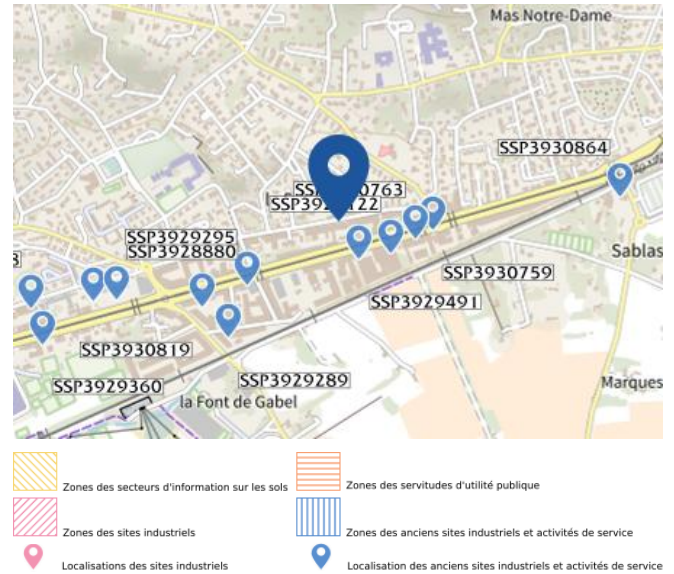 Mas Notre-Dame
SSP3930864
SSP3929295
SSP3928880
8
Sablas
SSP3930759
SSP3929491
SSP3930819
SSP3929360
SSP3929289
la Font de Gabel
Marques
Zones des secteurs d'information sur les sols
Zones des servitudes d'utilité publique
Zones des sites industriels
Zones des anciens sites industriels et activités de service
Localisations des sites industriels
Localisation des anciens sites industriels et activités de service